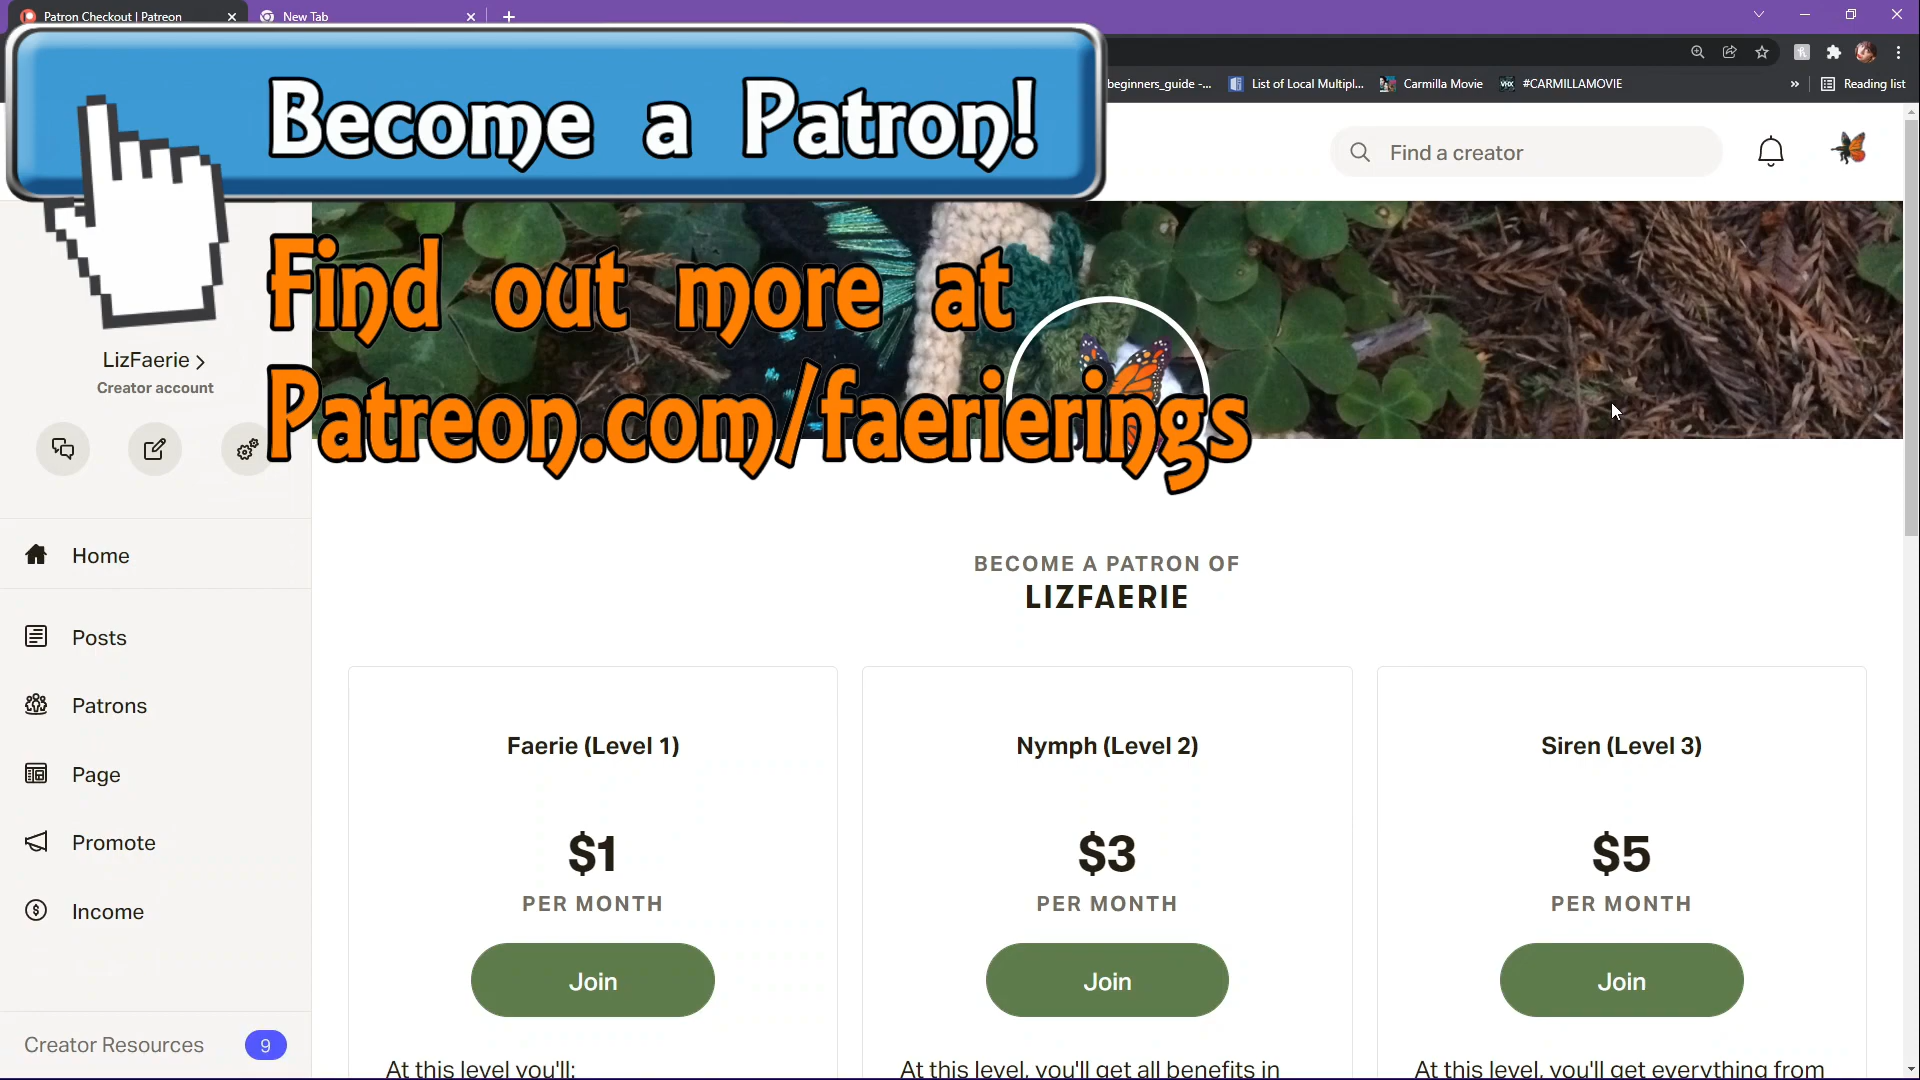 Patron Checkout | Patreon
New Tab
Become a Patron!
beginners_guide -...
List of Local Multipl...
Carmilla Movie
VHX
#CARMILLAMOVIE
»
Reading list
Find a creator
Find out more at
Patreon.com/faerierings
LizFaerie >
Creator account
Home
Posts
Patrons
Page
Promote
Income
Creator Resources
9
BECOME A PATRON OF
LIZFAERIE
Faerie (Level 1)
$1
PER MONTH
Join
At this level you'll:
Nymph (Level 2)
$3
PER MONTH
Join
At this level, you'll get all benefits in
Siren (Level 3)
$5
PER MONTH
Join
At this level, you'll get everything from